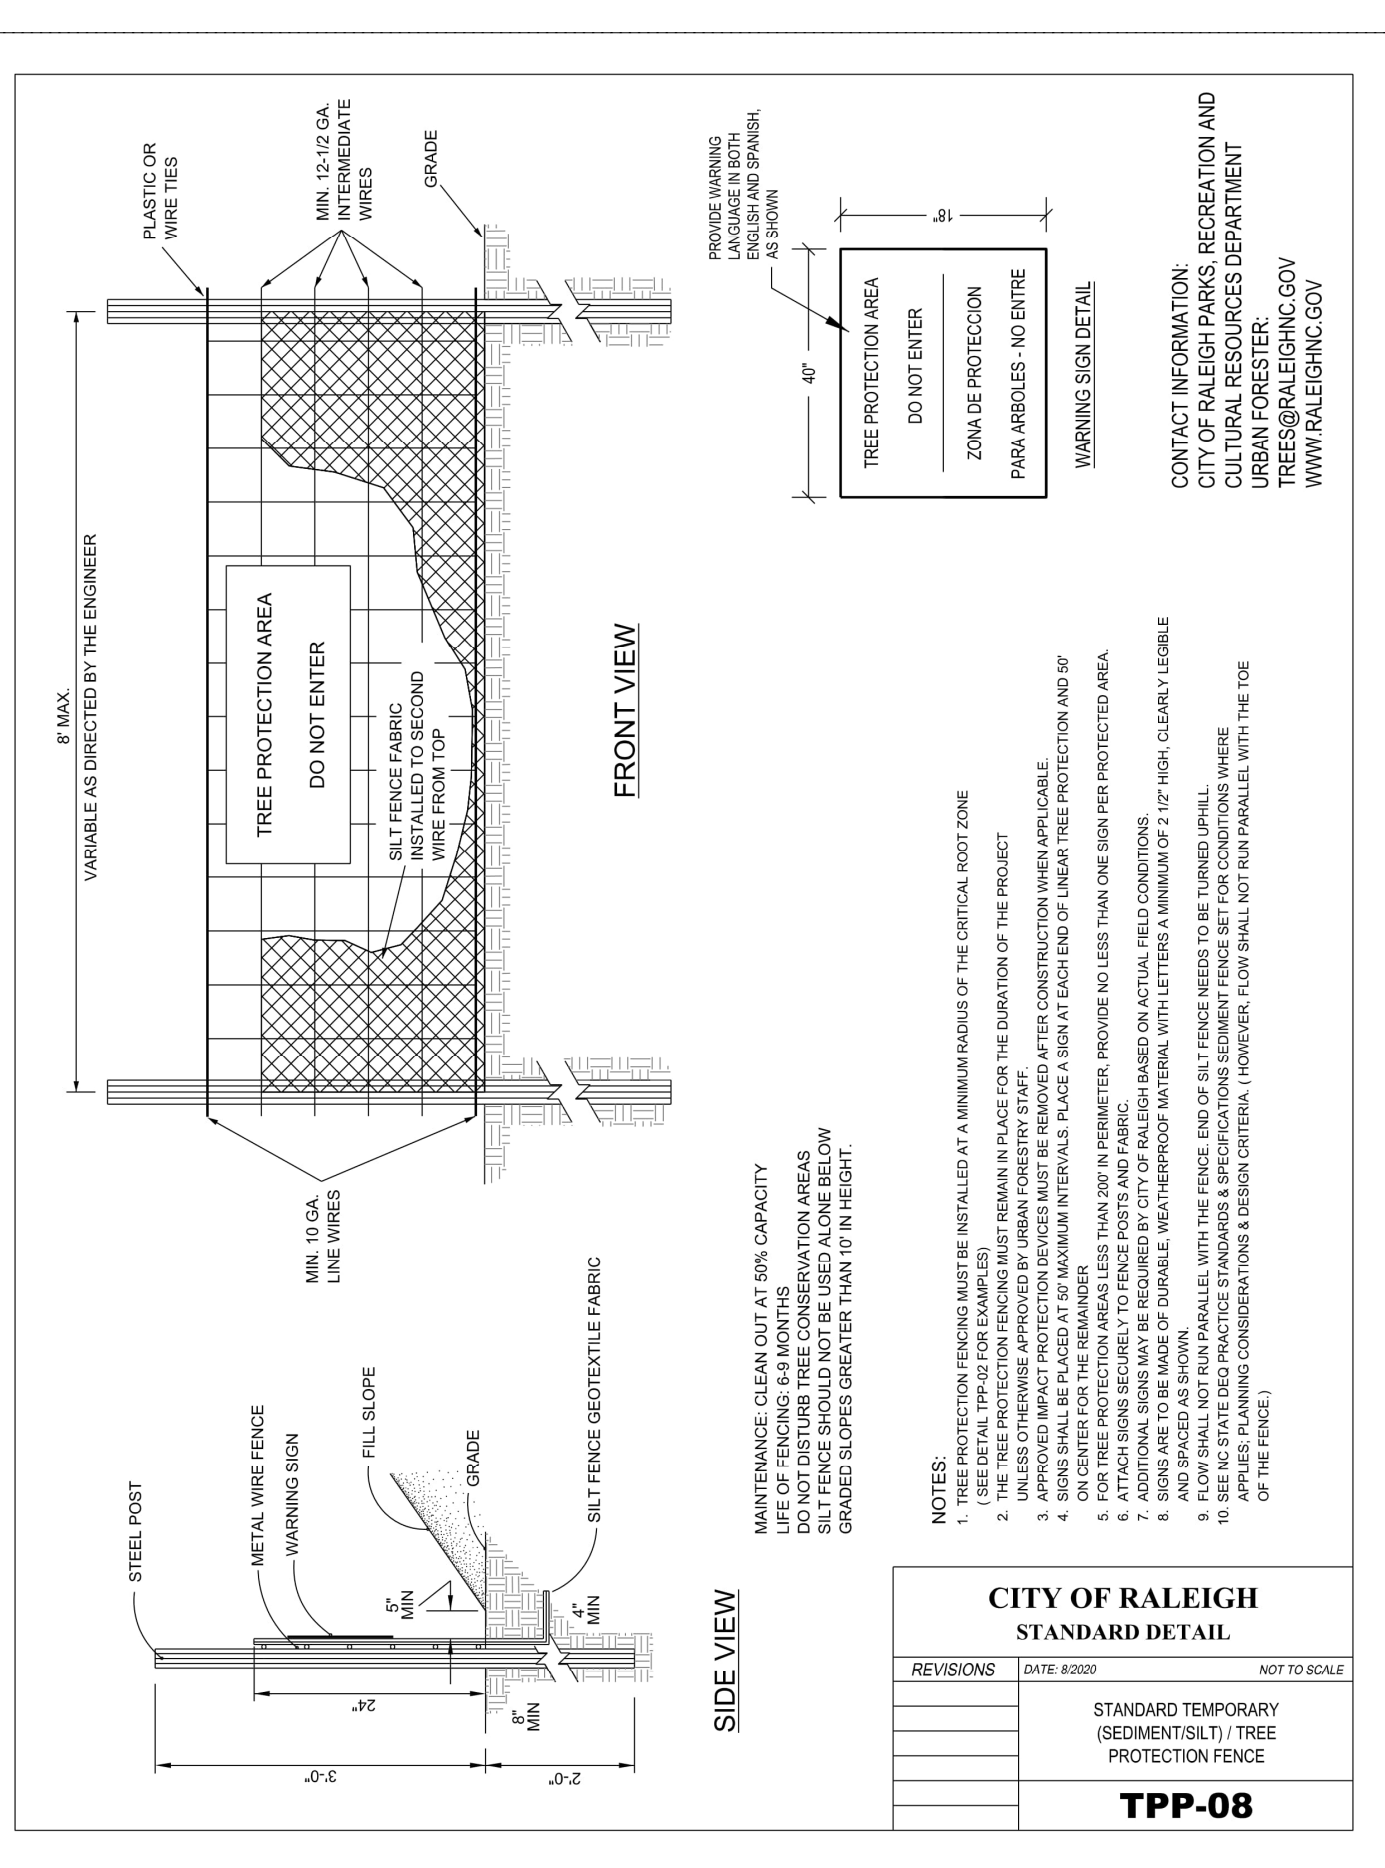 8' MAX.
VARIABLE AS DIRECTED BY THE ENGINEER
PLASTIC OR
WIRE TIES
MIN. 12-1/2 GA.
INTERMEDIATE
WIRES
GRADE
TREE PROTECTION AREA
DO NOT ENTER
SILT FENCE FABRIC
INSTALLED TO SECOND
WIRE FROM TOP
MIN. 10 GA.
LINE WIRES
FRONT VIEW
STEEL POST
METAL WIRE FENCE
WARNING SIGN
FILL SLOPE
GRADE
SILT FENCE GEOTEXTILE FABRIC
5"
MIN
4"
MIN
24"
8"
MIN
3'-0"
2'-0"
SIDE VIEW
MAINTENANCE: CLEAN OUT AT 50% CAPACITY
LIFE OF FENCING: 6-9 MONTHS
DO NOT DISTURB TREE CONSERVATION AREAS
SILT FENCE SHOULD NOT BE USED ALONE BELOW
GRADED SLOPES GREATER THAN 10' IN HEIGHT.
PROVIDE WARNING
LANGUAGE IN BOTH
ENGLISH AND SPANISH,
AS SHOWN
40"
18"
TREE PROTECTION AREA
DO NOT ENTER
ZONA DE PROTECCION
PARA ARBOLES - NO ENTRE
WARNING SIGN DETAIL
CONTACT INFORMATION:
CITY OF RALEIGH PARKS, RECREATION AND
CULTURAL RESOURCES DEPARTMENT
URBAN FORESTER:
TREES@RALEIGHNC.GOV
WWW.RALEIGHNC.GOV
NOTES:
1. TREE PROTECTION FENCING MUST BE INSTALLED AT A MINIMUM RADIUS OF THE CRITICAL ROOT ZONE
( SEE DETAIL TPP-02 FOR EXAMPLES)
2. THE TREE PROTECTION FENCING MUST REMAIN IN PLACE FOR THE DURATION OF THE PROJECT
UNLESS OTHERWISE APPROVED BY URBAN FORESTRY STAFF.
3. APPROVED IMPACT PROTECTION DEVICES MUST BE REMOVED AFTER CONSTRUCTION WHEN APPLICABLE.
4. SIGNS SHALL BE PLACED AT 50' MAXIMUM INTERVALS. PLACE A SIGN AT EACH END OF LINEAR TREE PROTECTION AND 50'
ON CENTER FOR THE REMAINDER
5. FOR TREE PROTECTION AREAS LESS THAN 200' IN PERIMETER, PROVIDE NO LESS THAN ONE SIGN PER PROTECTED AREA.
6. ATTACH SIGNS SECURELY TO FENCE POSTS AND FABRIC.
7. ADDITIONAL SIGNS MAY BE REQUIRED BY CITY OF RALEIGH BASED ON ACTUAL FIELD CONDITIONS.
8. SIGNS ARE TO BE MADE OF DURABLE, WEATHERPROOF MATERIAL WITH LETTERS A MINIMUM OF 2 1/2" HIGH, CLEARLY LEGIBLE
AND SPACED AS SHOWN.
9. FLOW SHALL NOT RUN PARALLEL WITH THE FENCE. END OF SILT FENCE NEEDS TO BE TURNED UPHILL.
10. SEE NC STATE DEQ PRACTICE STANDARDS & SPECIFICATIONS SEDIMENT FENCE SET FOR CONDITIONS WHERE
APPLIES; PLANNING CONSIDERATIONS & DESIGN CRITERIA. ( HOWEVER, FLOW SHALL NOT RUN PARALLEL WITH THE TOE
OF THE FENCE.)
CITY OF RALEIGH
STANDARD DETAIL
REVISIONS
DATE: 8/2020
NOT TO SCALE
STANDARD TEMPORARY
(SEDIMENT/SILT) / TREE
PROTECTION FENCE
TPP-08